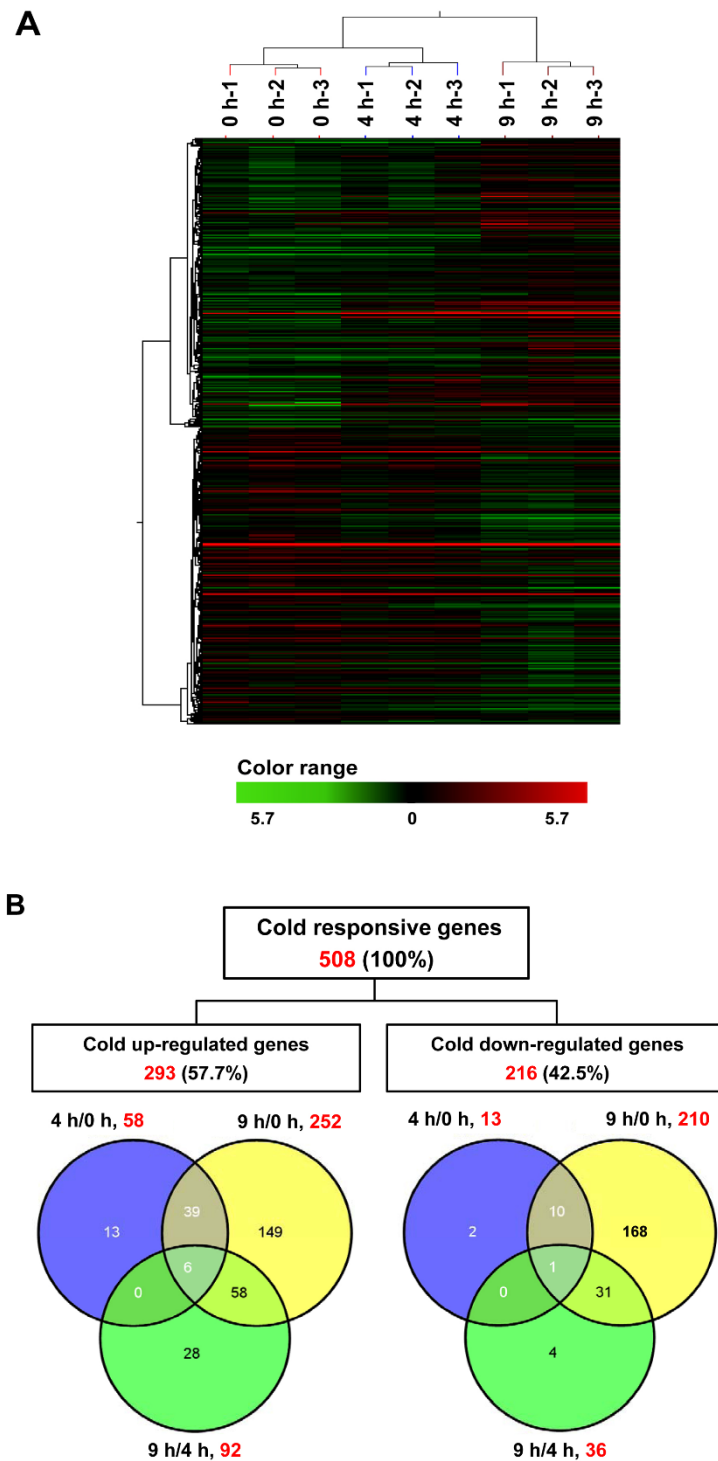 A
0 h-1
0 h-2
0 h-3
4 h-1
4 h-2
4 h-3
9 h-1
9 h-2
9 h-3
Color range
5.7 0 5.7
B
Cold responsive genes
508 (100%)
Cold up-regulated genes
293 (57.7%)
Cold down-regulated genes
216 (42.5%)
4 h/0 h, 58
9 h/0 h, 252
13
39
149
6
0
58
28
9 h/4 h, 92
4 h/0 h, 13
9 h/0 h, 210
2
10
168
1
0
31
4
9 h/4 h, 36